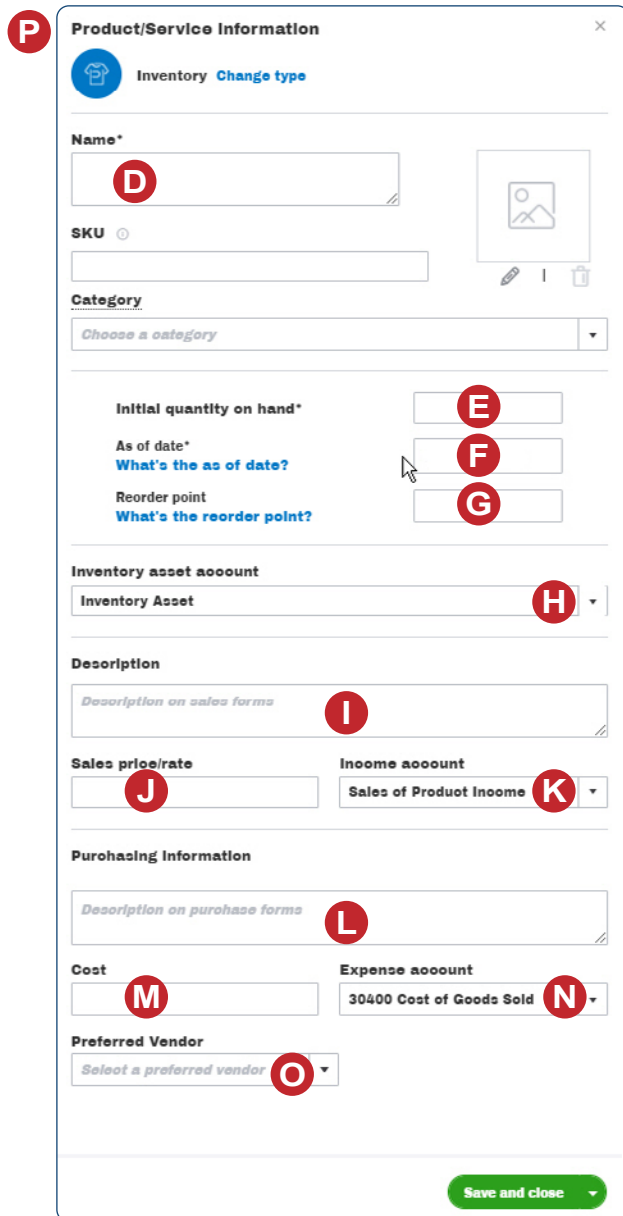 P
Product/Service information
×
Inventory Change type
Name*
D
SKU
Category
Choose a category
Initial quantity on hand*
E
As of date*
What's the as of date?
F
Reorder point
What's the reorder point?
G
Inventory asset account
Inventory Asset
H
Description
Description on sales forms
I
Sales price/rate
J
Income account
Sales of Product Income
K
Purchasing information
Description on purchase forms
L
Cost
M
Expense account
30400 Cost of Goods Sold
N
Preferred Vendor
Select a preferred vendor
O
Save and close